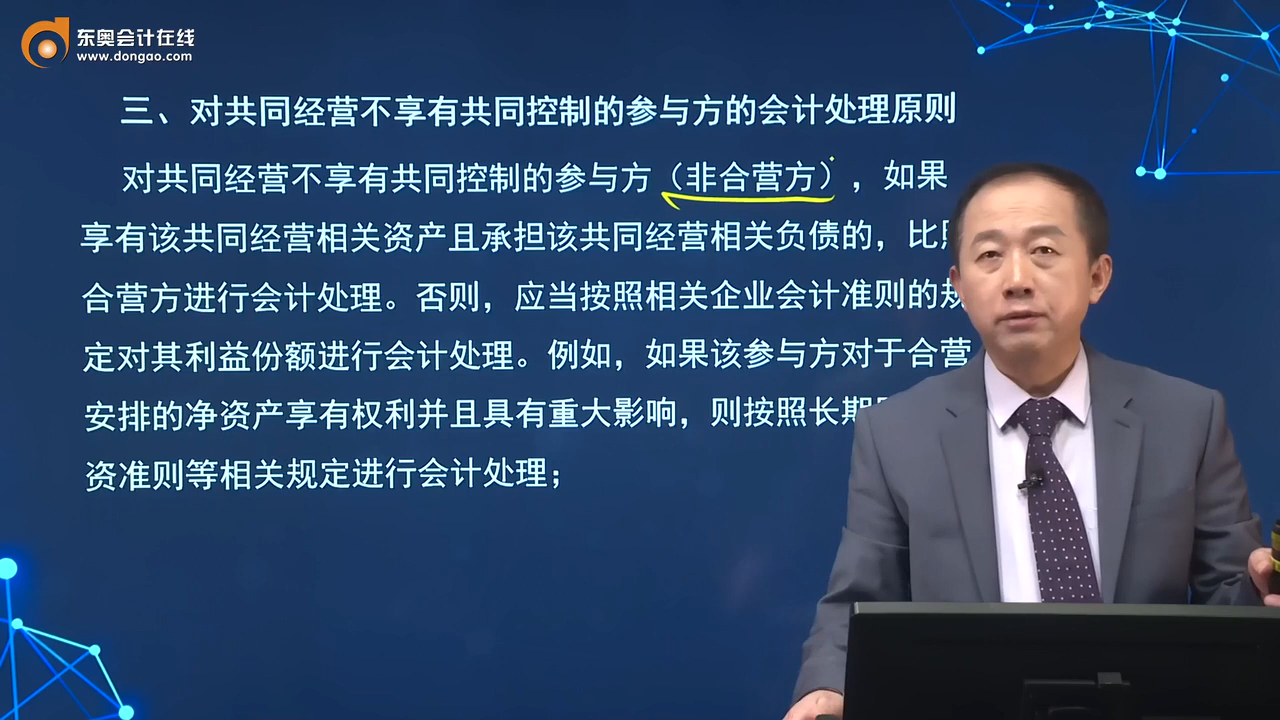 东奥会计在线
www.dongao.com
三、对共同经营不享有共同控制的参与方的会计处理原则
对共同经营不享有共同控制的参与方（非合营方），如果
享有该共同经营相关资产且承担该共同经营相关负债的，比照
合营方进行会计处理。否则，应当按照相关企业会计准则的规
定对其利益份额进行会计处理。例如，如果该参与方对于合营
安排的净资产享有权利并且具有重大影响，则按照长期
资准则等相关规定进行会计处理；